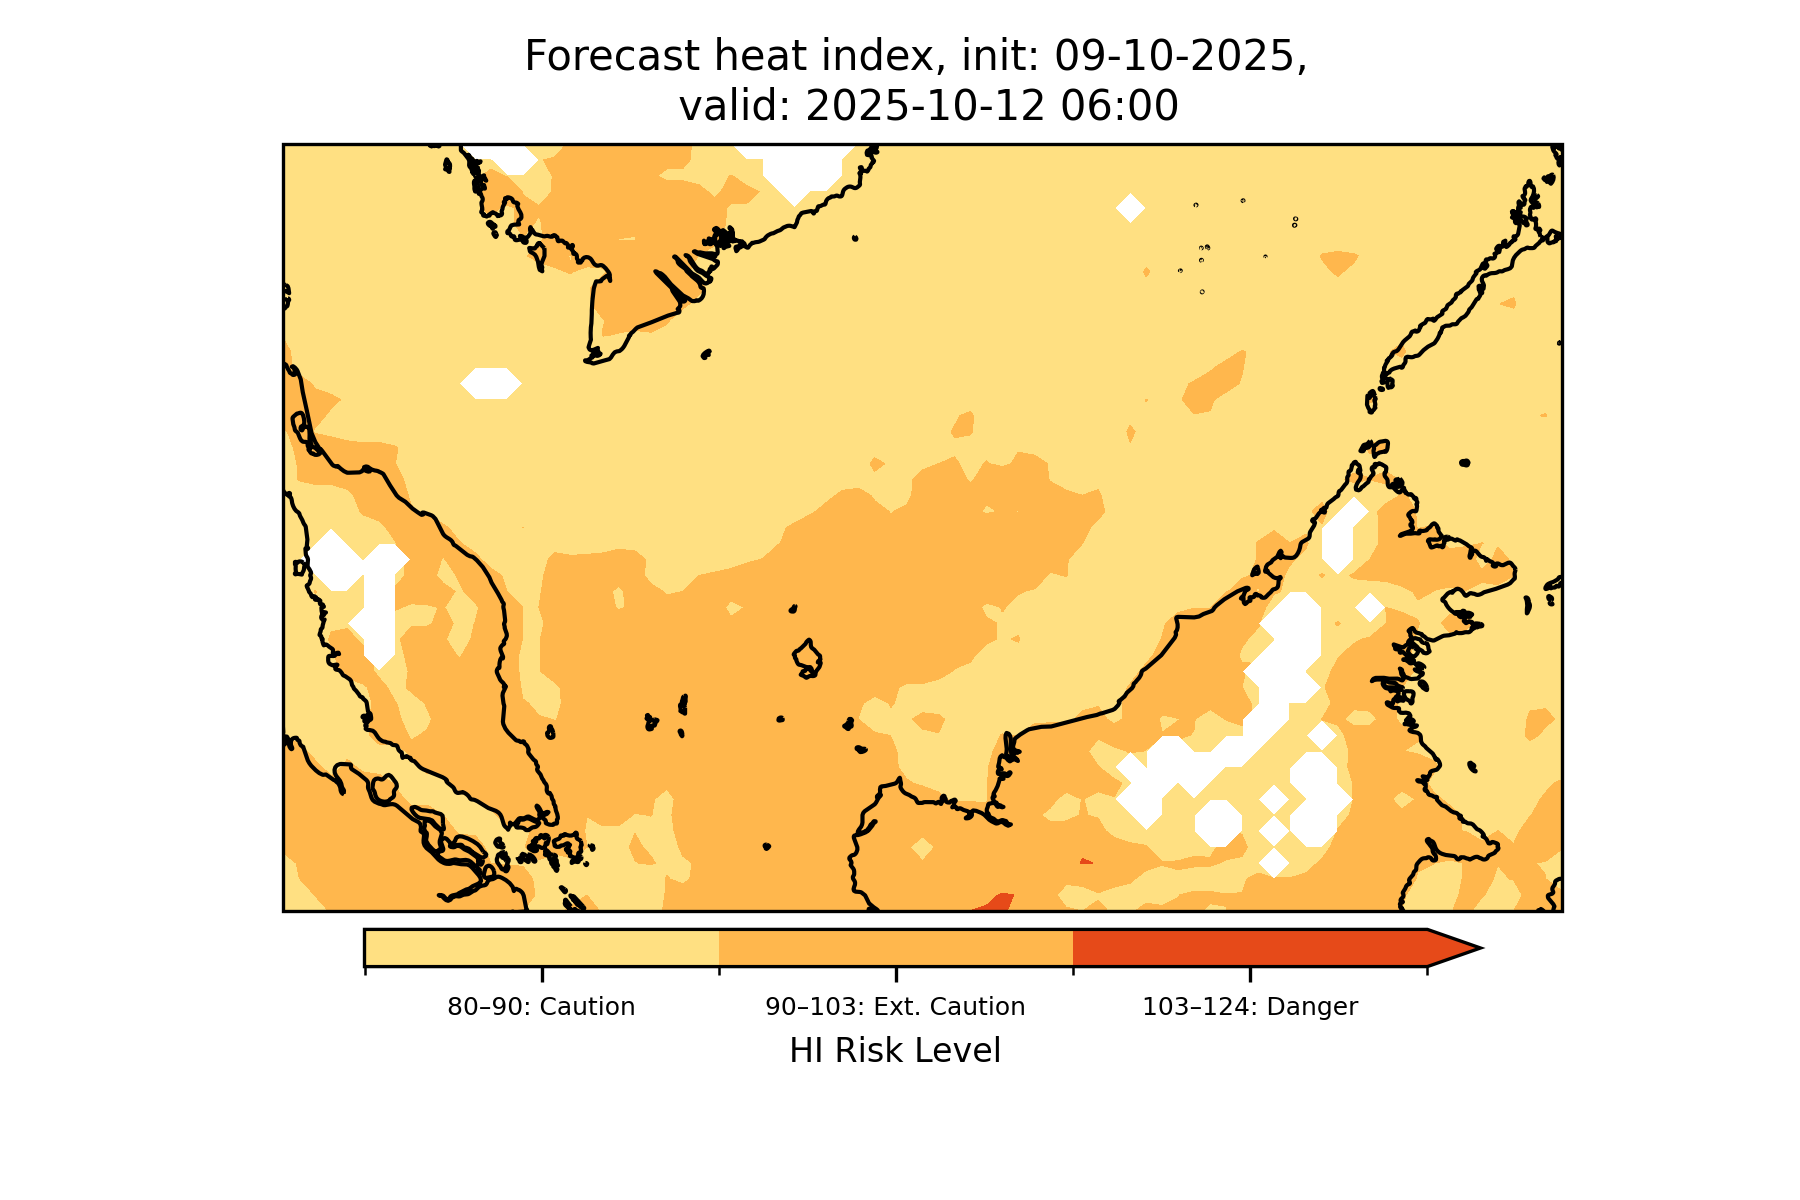 Forecast heat index, init: 09-10-2025,
valid: 2025-10-12 06:00
80–90: Caution
90–103: Ext. Caution
103–124: Danger
HI Risk Level